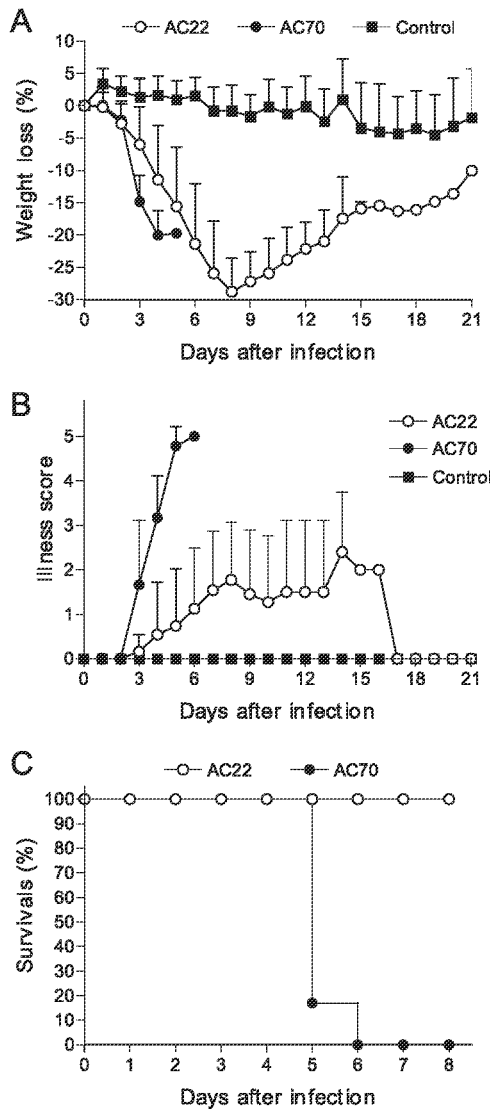 A
AC22 AC70 Control
10
5
0
-5
-10
-15
-20
-25
-30
Weight loss (%)
0 3 6 9 12 15 18 21
Days after infection
B
AC22
AC70
Control
5
4
3
2
1
0
Illness score
0 3 6 9 12 15 18 21
Days after infection
C
AC22 AC70
100
90
80
70
60
50
40
30
20
10
0
Survivals (%)
0 1 2 3 4 5 6 7 8
Days after infection